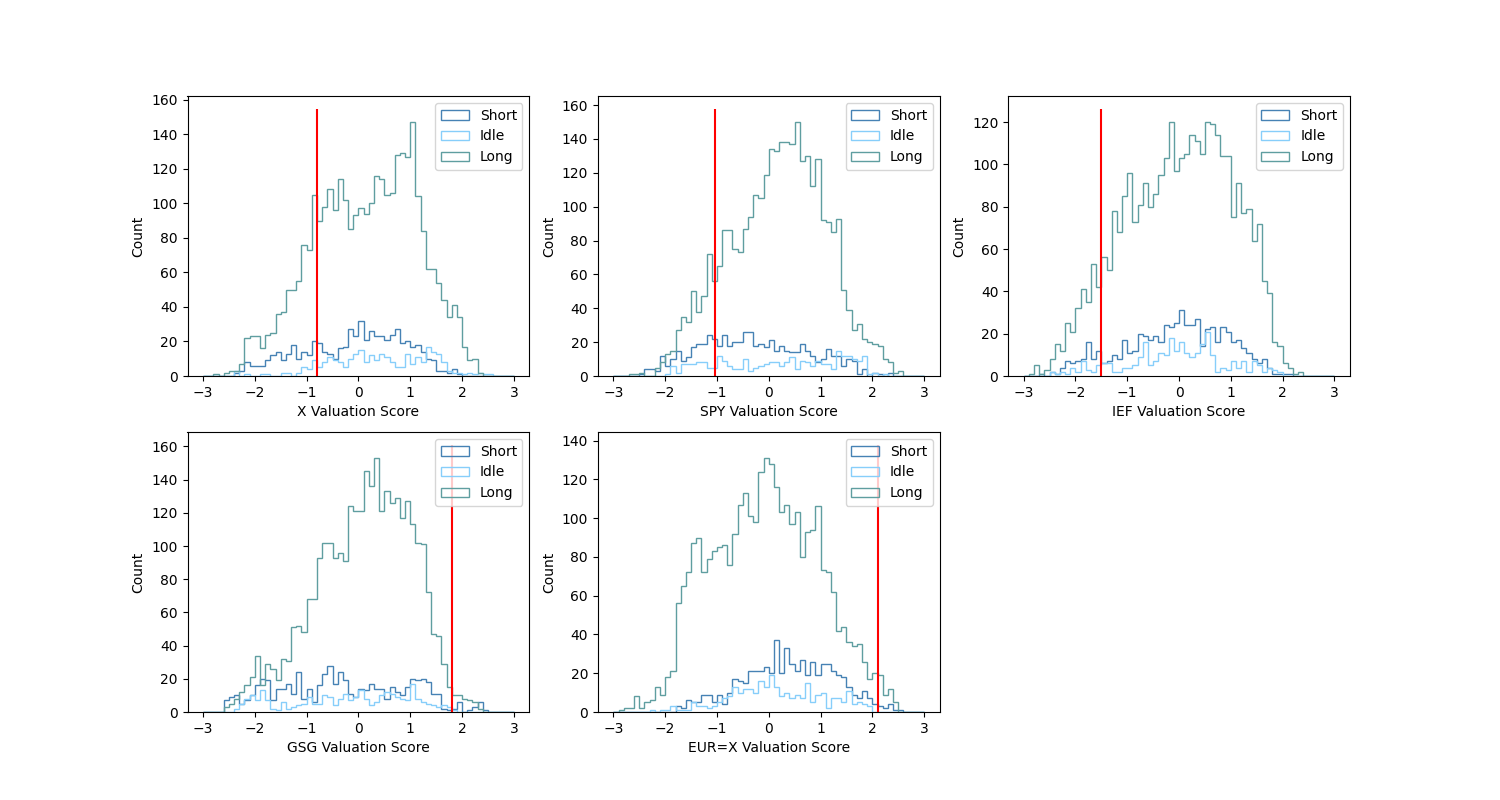 160
140
120
100
80
60
40
20
0
Count
−3 −2 −1 0 1 2 3
X Valuation Score
Short
Idle
Long
160
140
120
100
80
60
40
20
0
Count
−3 −2 −1 0 1 2 3
SPY Valuation Score
Short
Idle
Long
120
100
80
60
40
20
0
Count
−3 −2 −1 0 1 2 3
IEF Valuation Score
Short
Idle
Long
160
140
120
100
80
60
40
20
0
Count
−3 −2 −1 0 1 2 3
GSG Valuation Score
Short
Idle
Long
140
120
100
80
60
40
20
0
Count
−3 −2 −1 0 1 2 3
EUR=X Valuation Score
Short
Idle
Long